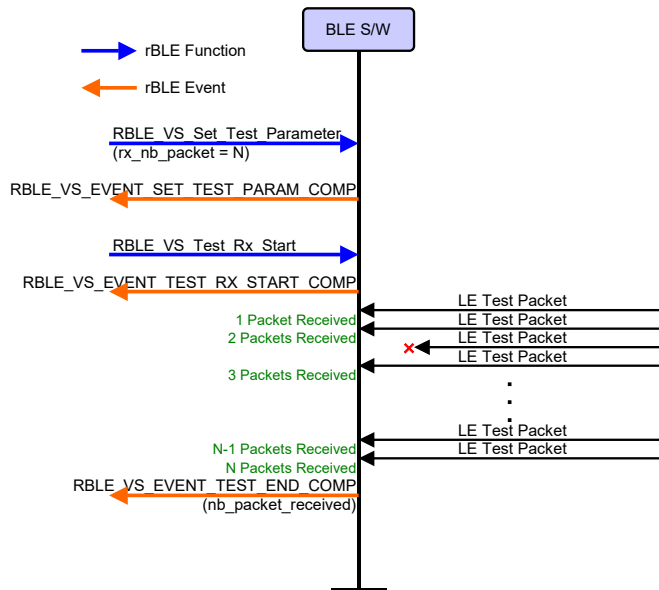 BLE S/W
rBLE Function
rBLE Event
RBLE_VS_Set_Test_Parameter
(rx_nb_packet = N)
RBLE_VS_EVENT_SET_TEST_PARAM_COMP
RBLE_VS_Test_Rx_Start
RBLE_VS_EVENT_TEST_RX_START_COMP
LE Test Packet
1 Packet Received
LE Test Packet
2 Packets Received
LE Test Packet
LE Test Packet
3 Packets Received
LE Test Packet
N-1 Packets Received
LE Test Packet
N Packets Received
RBLE_VS_EVENT_TEST_END_COMP
(nb_packet_received)